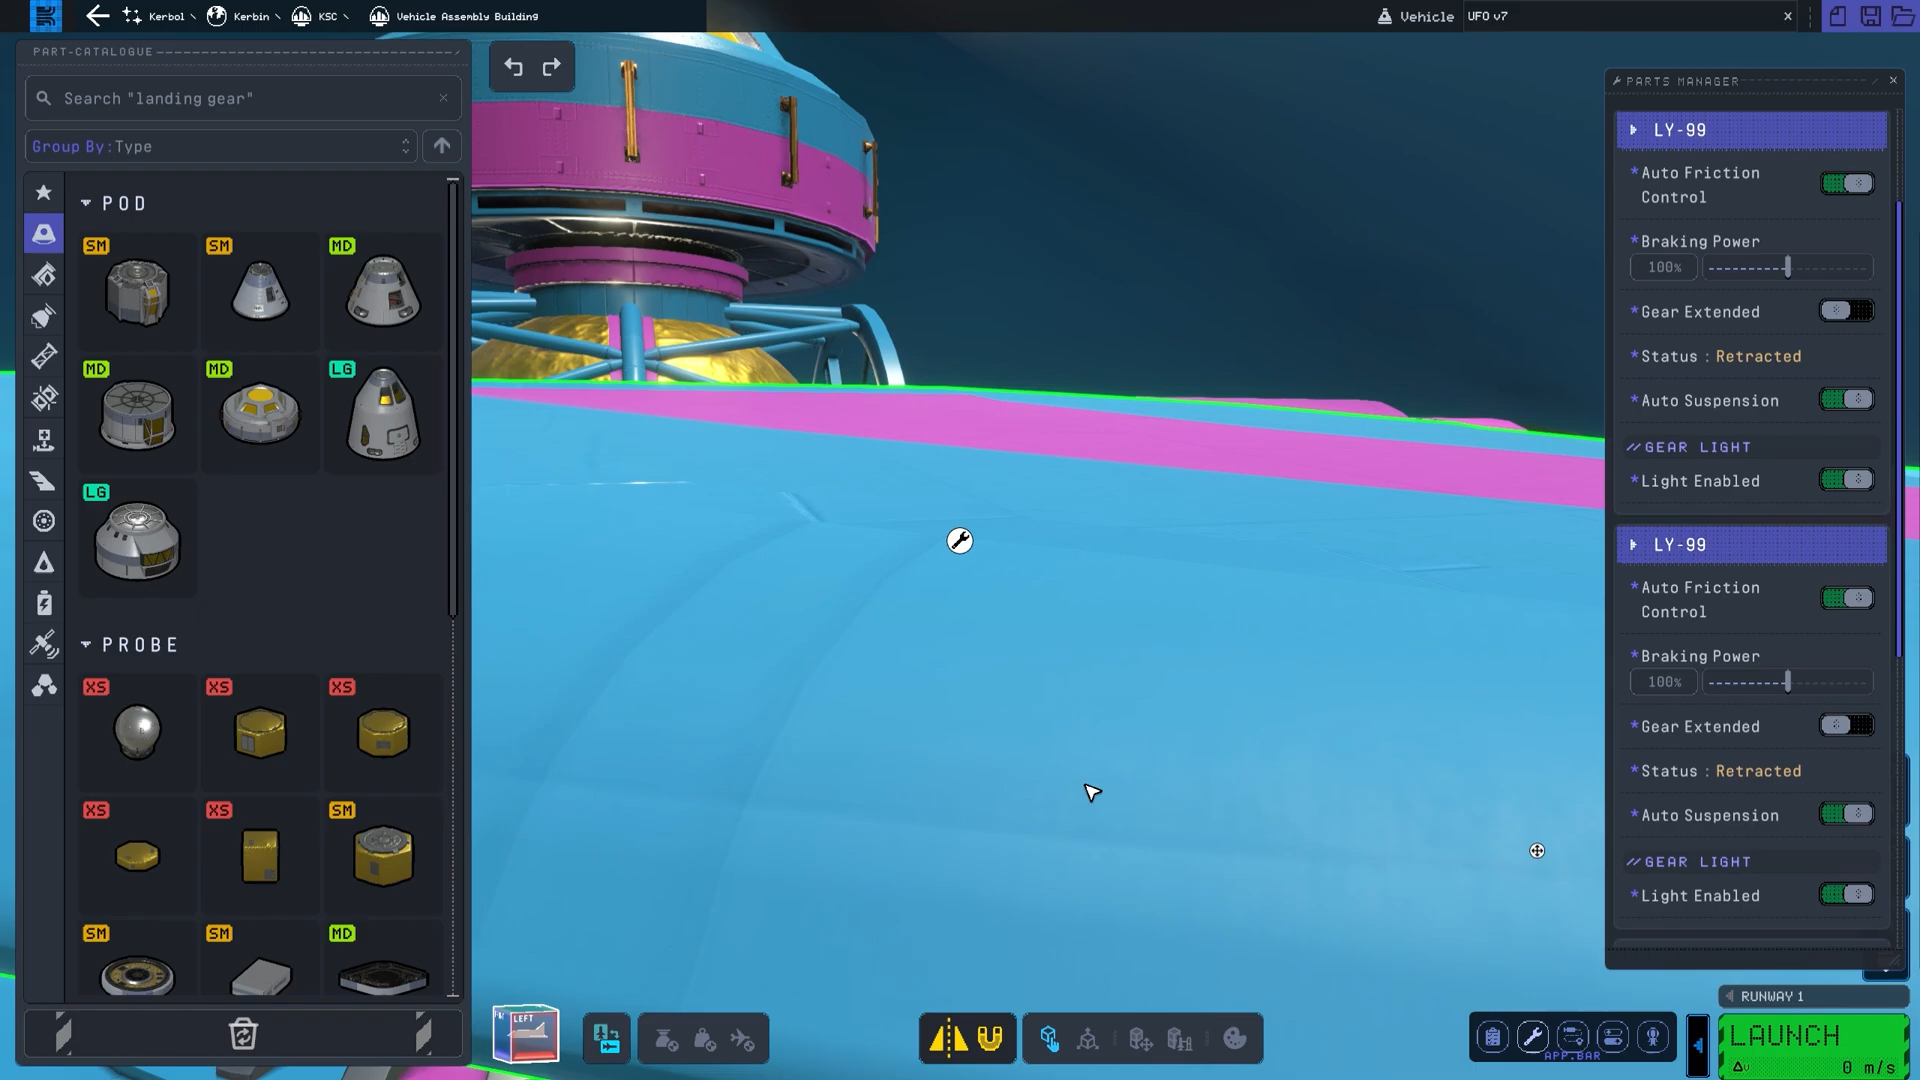 Kerbol
Kerbin
KSC
Vehicle Assembly Building
Vehicle
UFO v7
PART-CATALOGUE
Search "landing gear"
Group By: Type
POD
SM
SM
MD
MD
MD
LG
LG
PROBE
XS
XS
XS
XS
XS
SM
SM
SM
MD
PARTS MANAGER
LY-99
*Auto Friction
Control
*Braking Power
100%
*Gear Extended
*Status : Retracted
*Auto Suspension
//GEAR LIGHT
*Light Enabled
LY-99
*Auto Friction
Control
*Braking Power
100%
*Gear Extended
*Status : Retracted
*Auto Suspension
//GEAR LIGHT
*Light Enabled
LEFT
APP.BAR
RUNWAY 1
LAUNCH
Δv
0 m/s